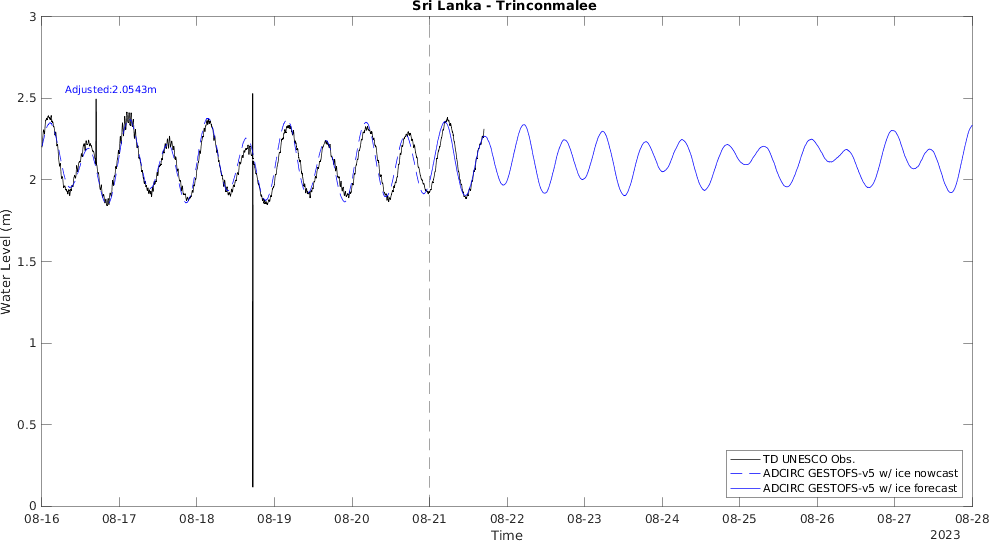 Sri Lanka - Trinconmalee
3
2.5
2
1.5
1
0.5
0
Water Level (m)
Adjusted:2.0543m
TD UNESCO Obs.
ADCIRC GESTOFS-v5 w/ ice nowcast
ADCIRC GESTOFS-v5 w/ ice forecast
08-16 08-17 08-18 08-19 08-20 08-21 08-22 08-23 08-24 08-25 08-26 08-27 08-28
Time
2023